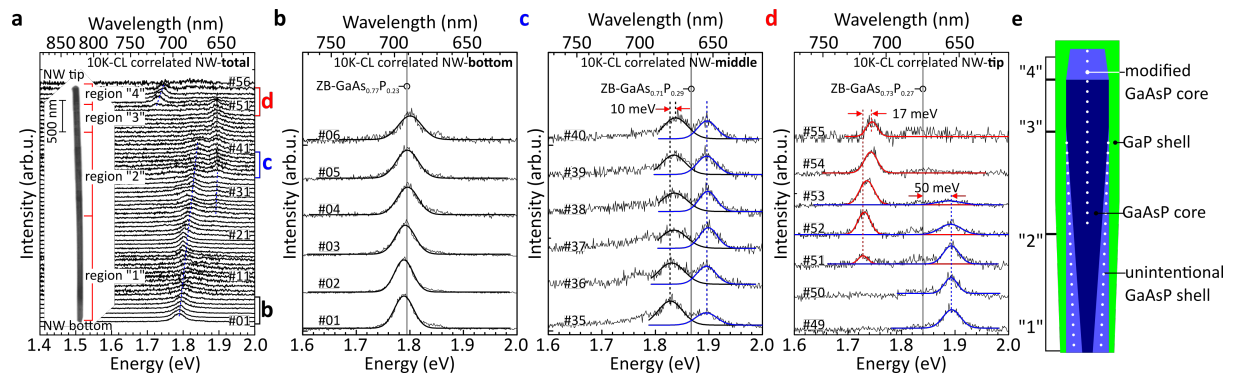 a
Wavelength (nm)
850 800 750 700 650
10K-CL correlated NW-total
NW tip
#56
region "4"
#51
d
500 nm
region "3"
#41
c
region "2"
#31
#21
region "1"
#11
b
#01
NW bottom
Intensity (arb.u.)
1.4 1.5 1.6 1.7 1.8 1.9 2.0
Energy (eV)
b
Wavelength (nm)
750 700 650
10K-CL correlated NW-bottom
ZB-GaAs0.77P0.23
#06
#05
#04
#03
#02
#01
Intensity (arb.u.)
1.6 1.7 1.8 1.9 2.0
Energy (eV)
c
Wavelength (nm)
750 700 650
10K-CL correlated NW-middle
ZB-GaAs0.71P0.29
10 meV
#40
#39
#38
#37
#36
#35
Intensity (arb.u.)
1.6 1.7 1.8 1.9 2.0
Energy (eV)
d
Wavelength (nm)
750 700 650
10K-CL correlated NW-tip
ZB-GaAs0.73P0.27
17 meV
#55
#54
#53
50 meV
#52
#51
#50
#49
Intensity (arb.u.)
1.6 1.7 1.8 1.9 2.0
Energy (eV)
e
"4"
modified
GaAsP core
"3"
GaP shell
GaAsP core
"2"
unintentional
GaAsP shell
"1"